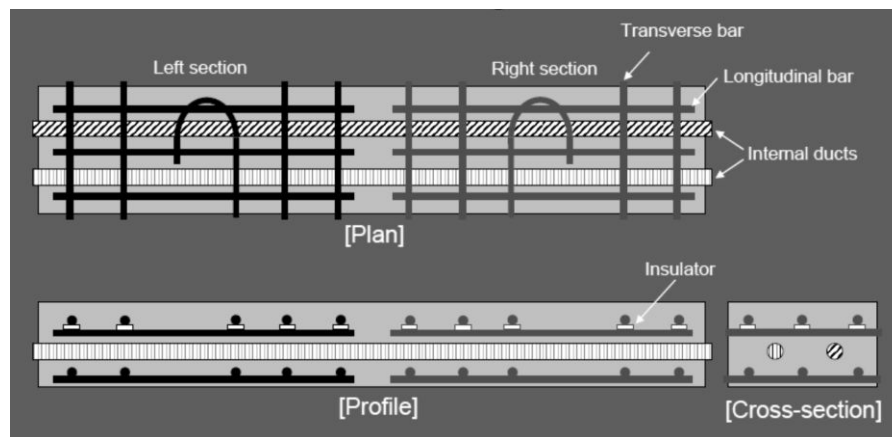 Transverse bar
Left section
Right section
Longitudinal bar
Internal ducts
[Plan]
Insulator
[Profile]
[Cross-section]